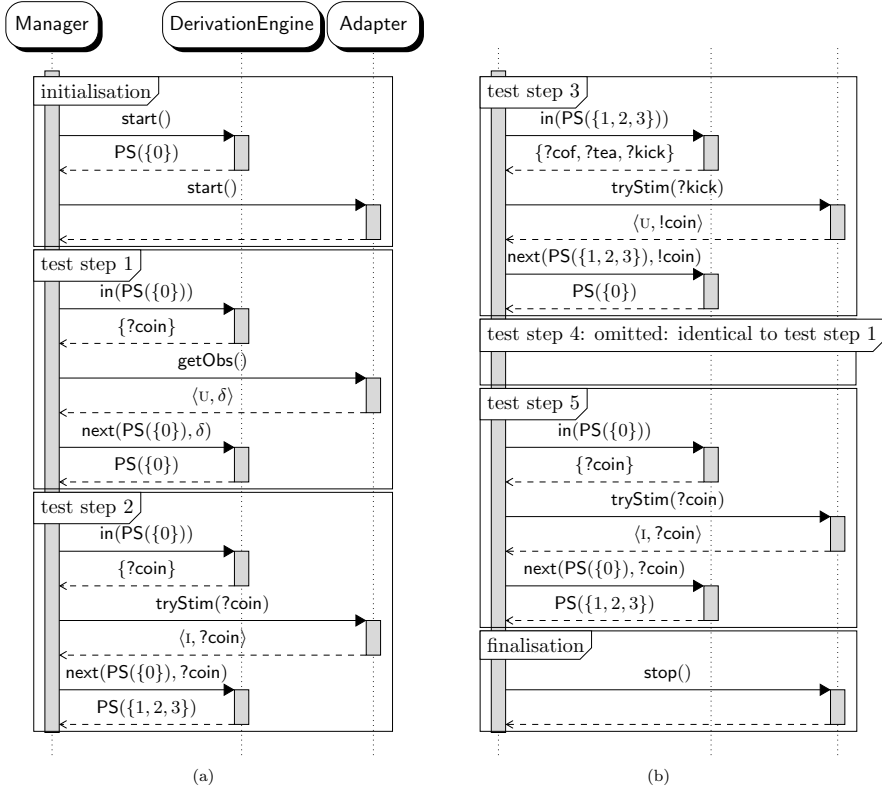 Manager DerivationEngine Adapter
initialisation
start()
PS({0})
start()
test step 1
in(PS({0}))
{?coin}
getObs()
⟨U, δ⟩
next(PS({0}), δ)
PS({0})
test step 2
in(PS({0}))
{?coin}
tryStim(?coin)
⟨I, ?coin⟩
next(PS({0}), ?coin)
PS({1, 2, 3})
(a)
test step 3
in(PS({1, 2, 3}))
{?cof, ?tea, ?kick}
tryStim(?kick)
⟨U, !coin⟩
next(PS({1, 2, 3}), !coin)
PS({0})
test step 4: omitted: identical to test step 1
test step 5
in(PS({0}))
{?coin}
tryStim(?coin)
⟨I, ?coin⟩
next(PS({0}), ?coin)
PS({1, 2, 3})
finalisation
stop()
(b)